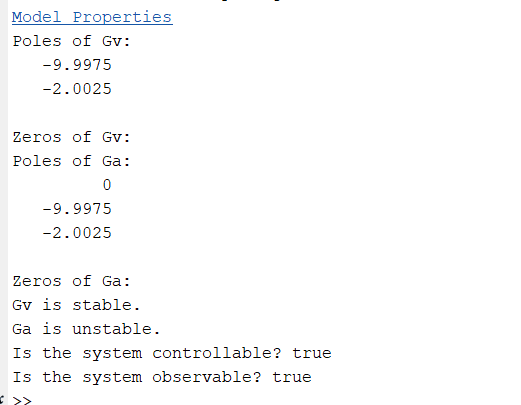 Model Properties
Poles of Gv:
-9.9975
-2.0025
Zeros of Gv:
Poles of Ga:
0
-9.9975
-2.0025
Zeros of Ga:
Gv is stable.
Ga is unstable.
Is the system controllable? true
Is the system observable? true
>>